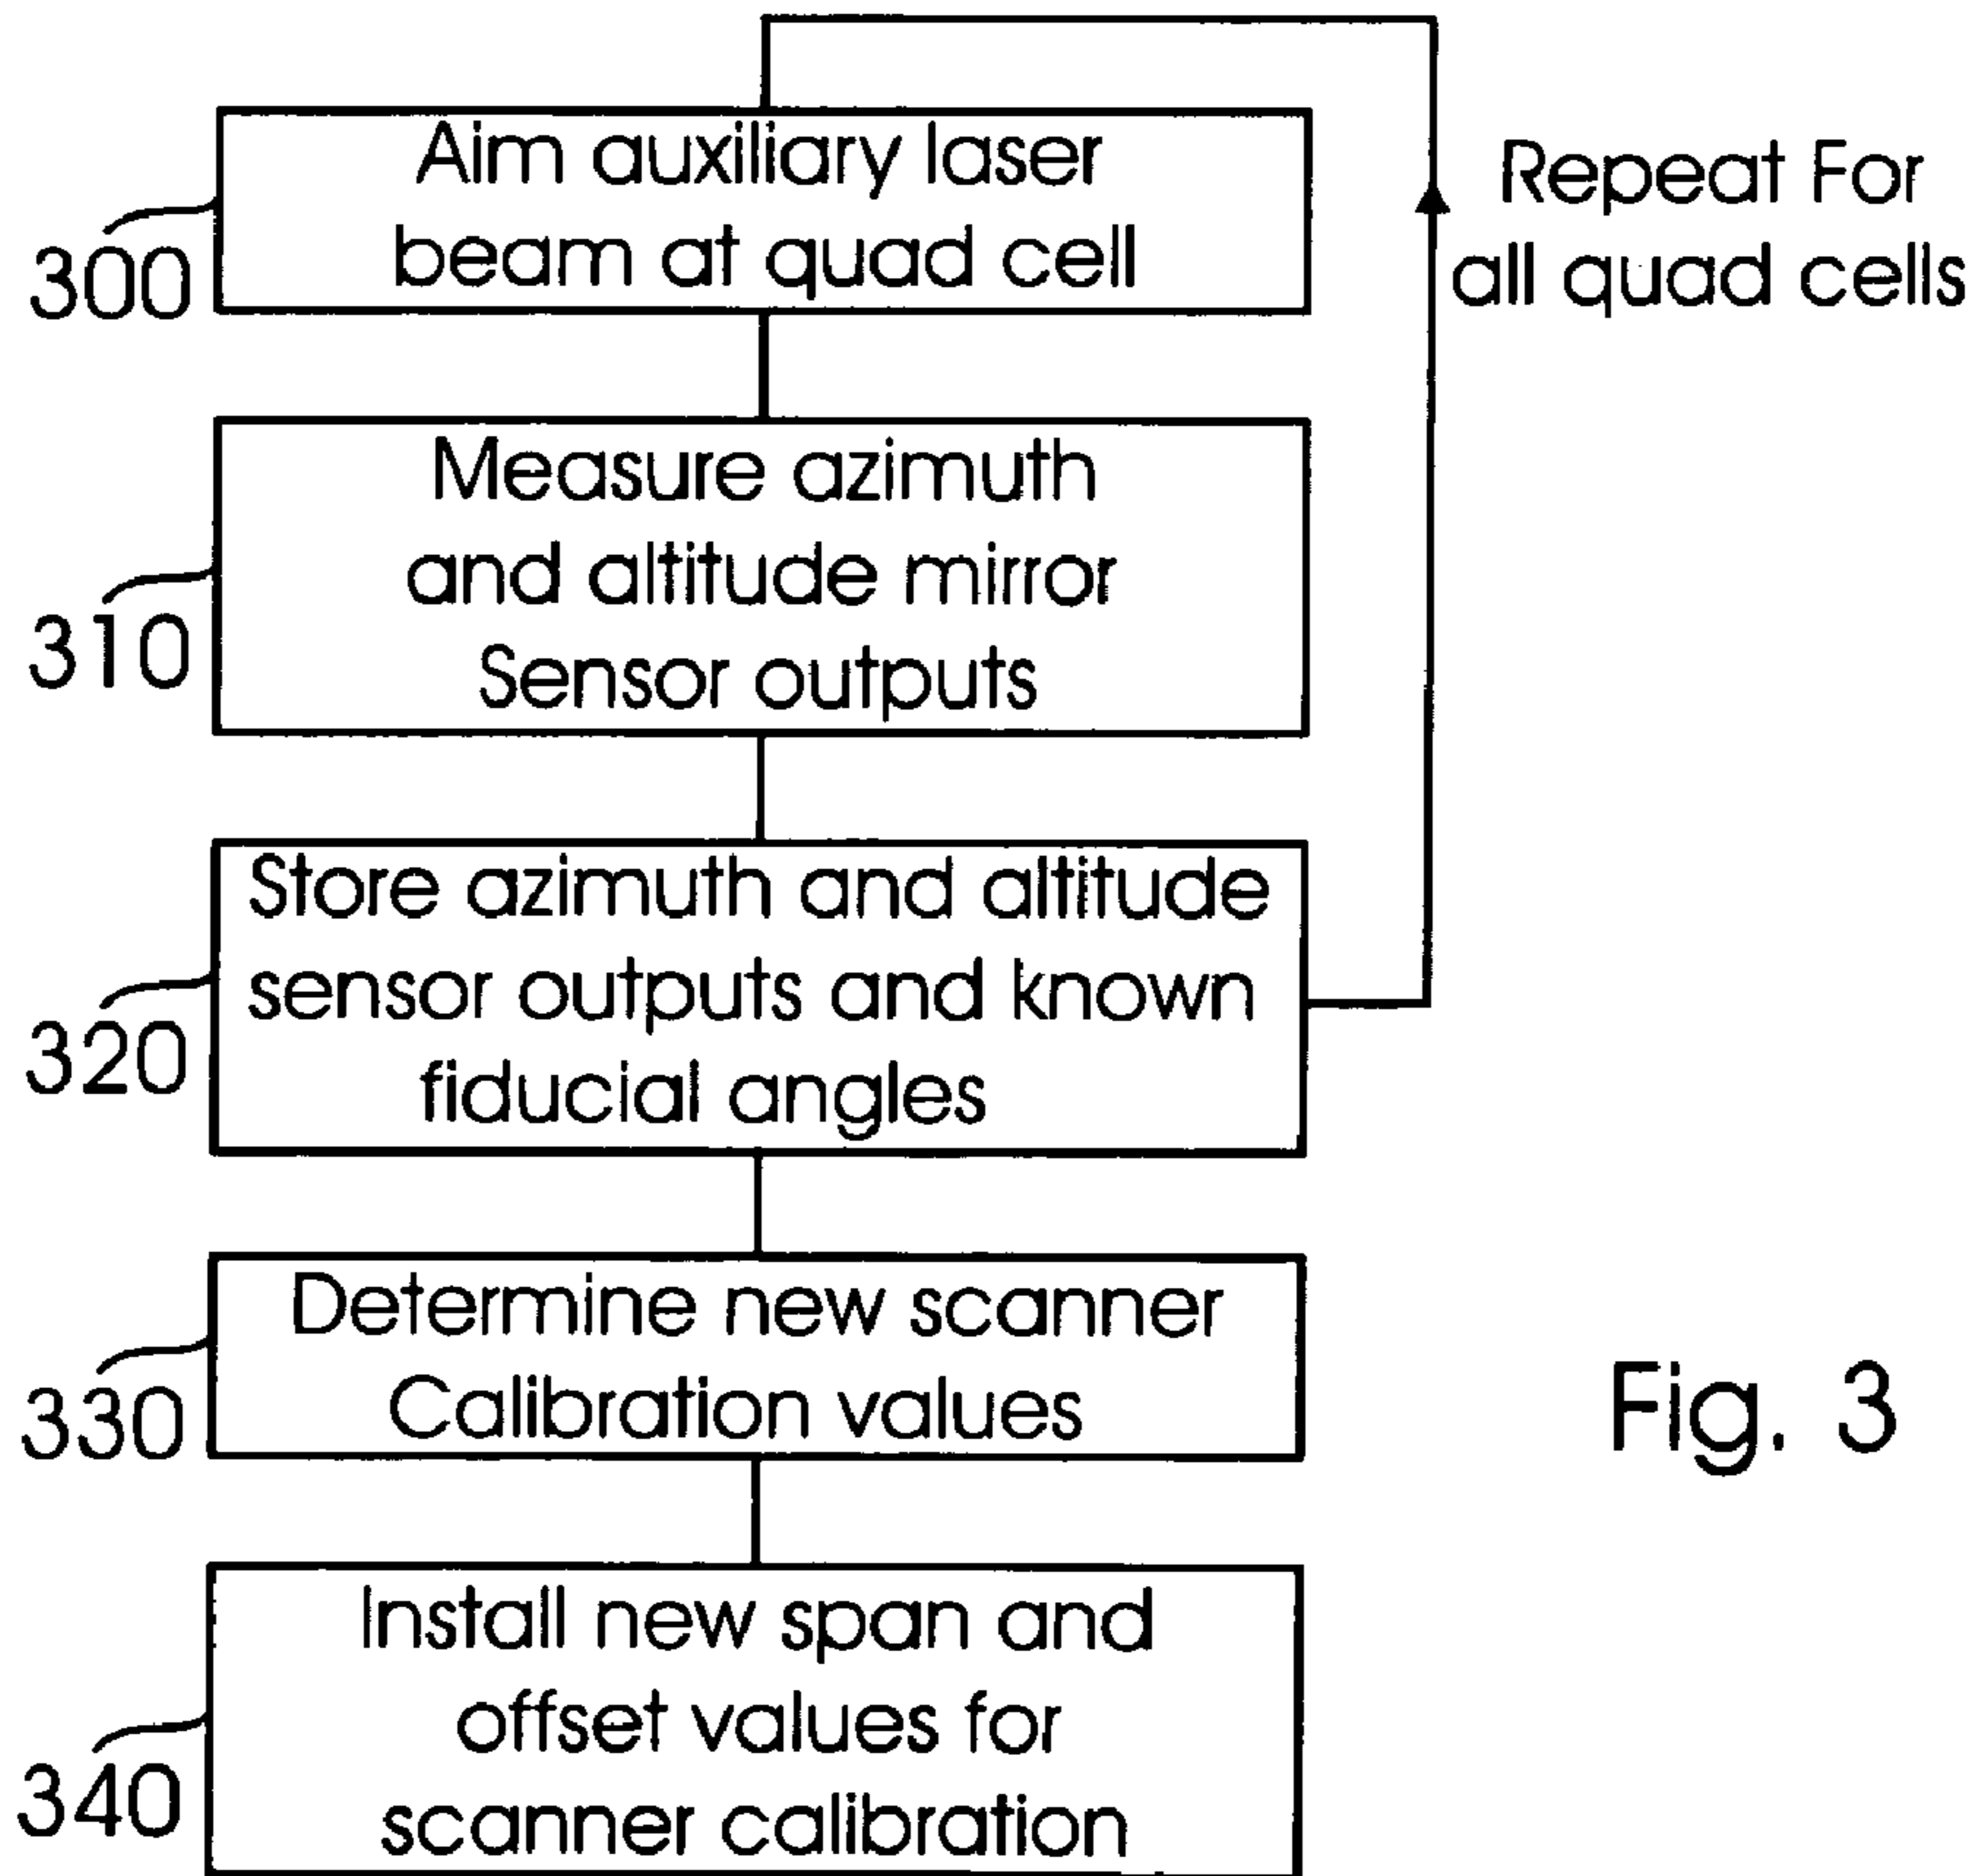 Aim auxiliary laser
beam at quad cell
300
Repeat For
all quad cells
Measure azimuth
and altitude mirror
Sensor outputs
310
Store azimuth and altitude
sensor outputs and known
fiducial angles
320
Determine new scanner
Calibration values
330
Install new span and
offset values for
scanner calibration
340
Fig. 3